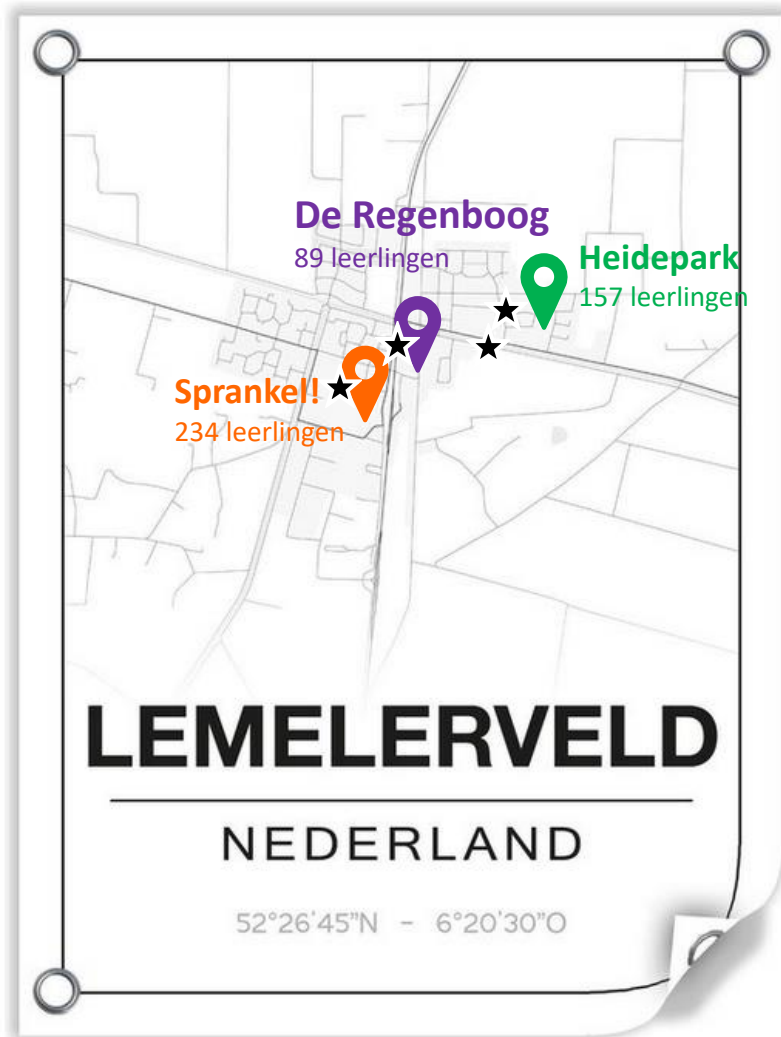 De Regenboog
89 leerlingen
Heidepark
157 leerlingen
Sprankel!
234 leerlingen
LEMELERVELD
NEDERLAND
52°26'45"N - 6°20'30"O